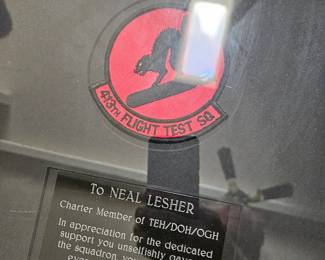 413TH FLIGHT TEST SQ
To NEAL LESHER
Charter Member of TEH/DOH/OGH
In appreciation for the dedicated
support you unselfishly gave
the squadron, you